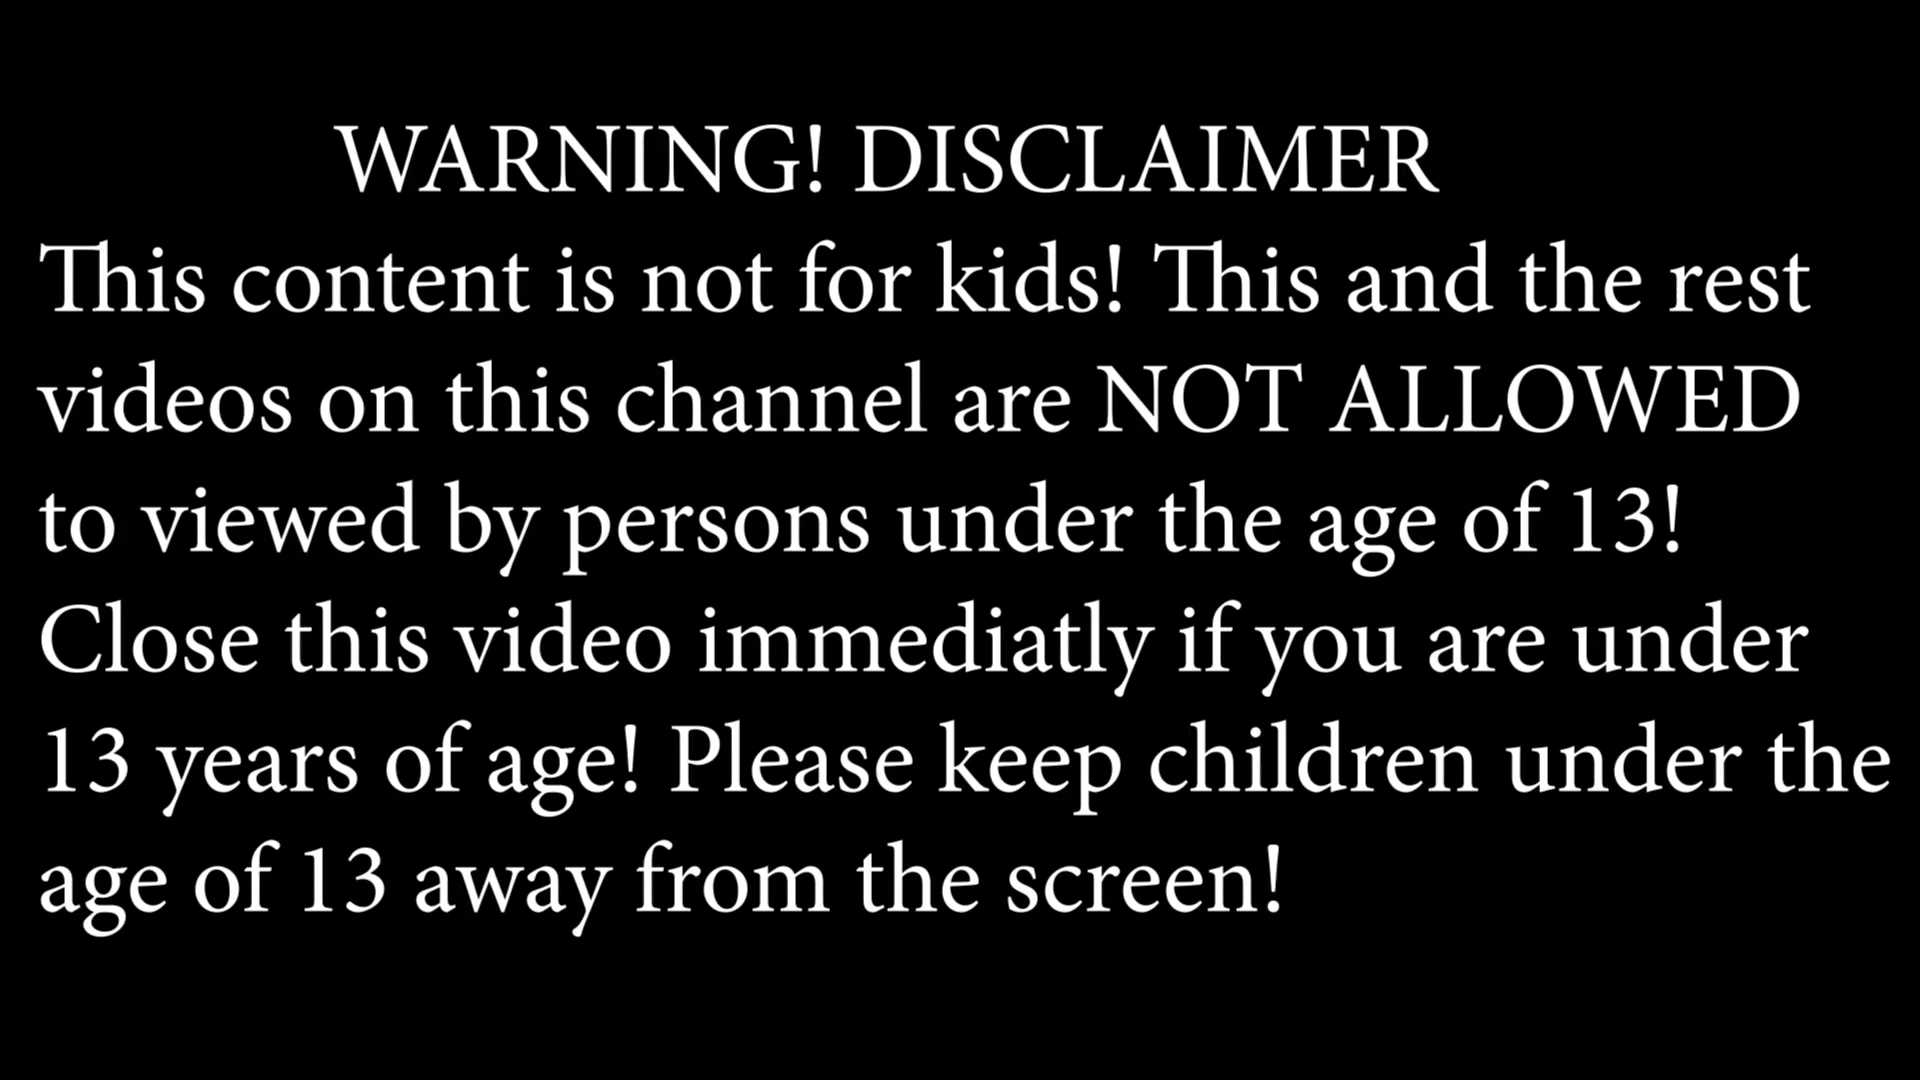 WARNING! DISCLAIMER
This content is not for kids! This and the rest
videos on this channel are NOT ALLOWED
to viewed by persons under the age of 13!
Close this video immediatly if you are under
13 years of age! Please keep children under the
age of 13 away from the screen!